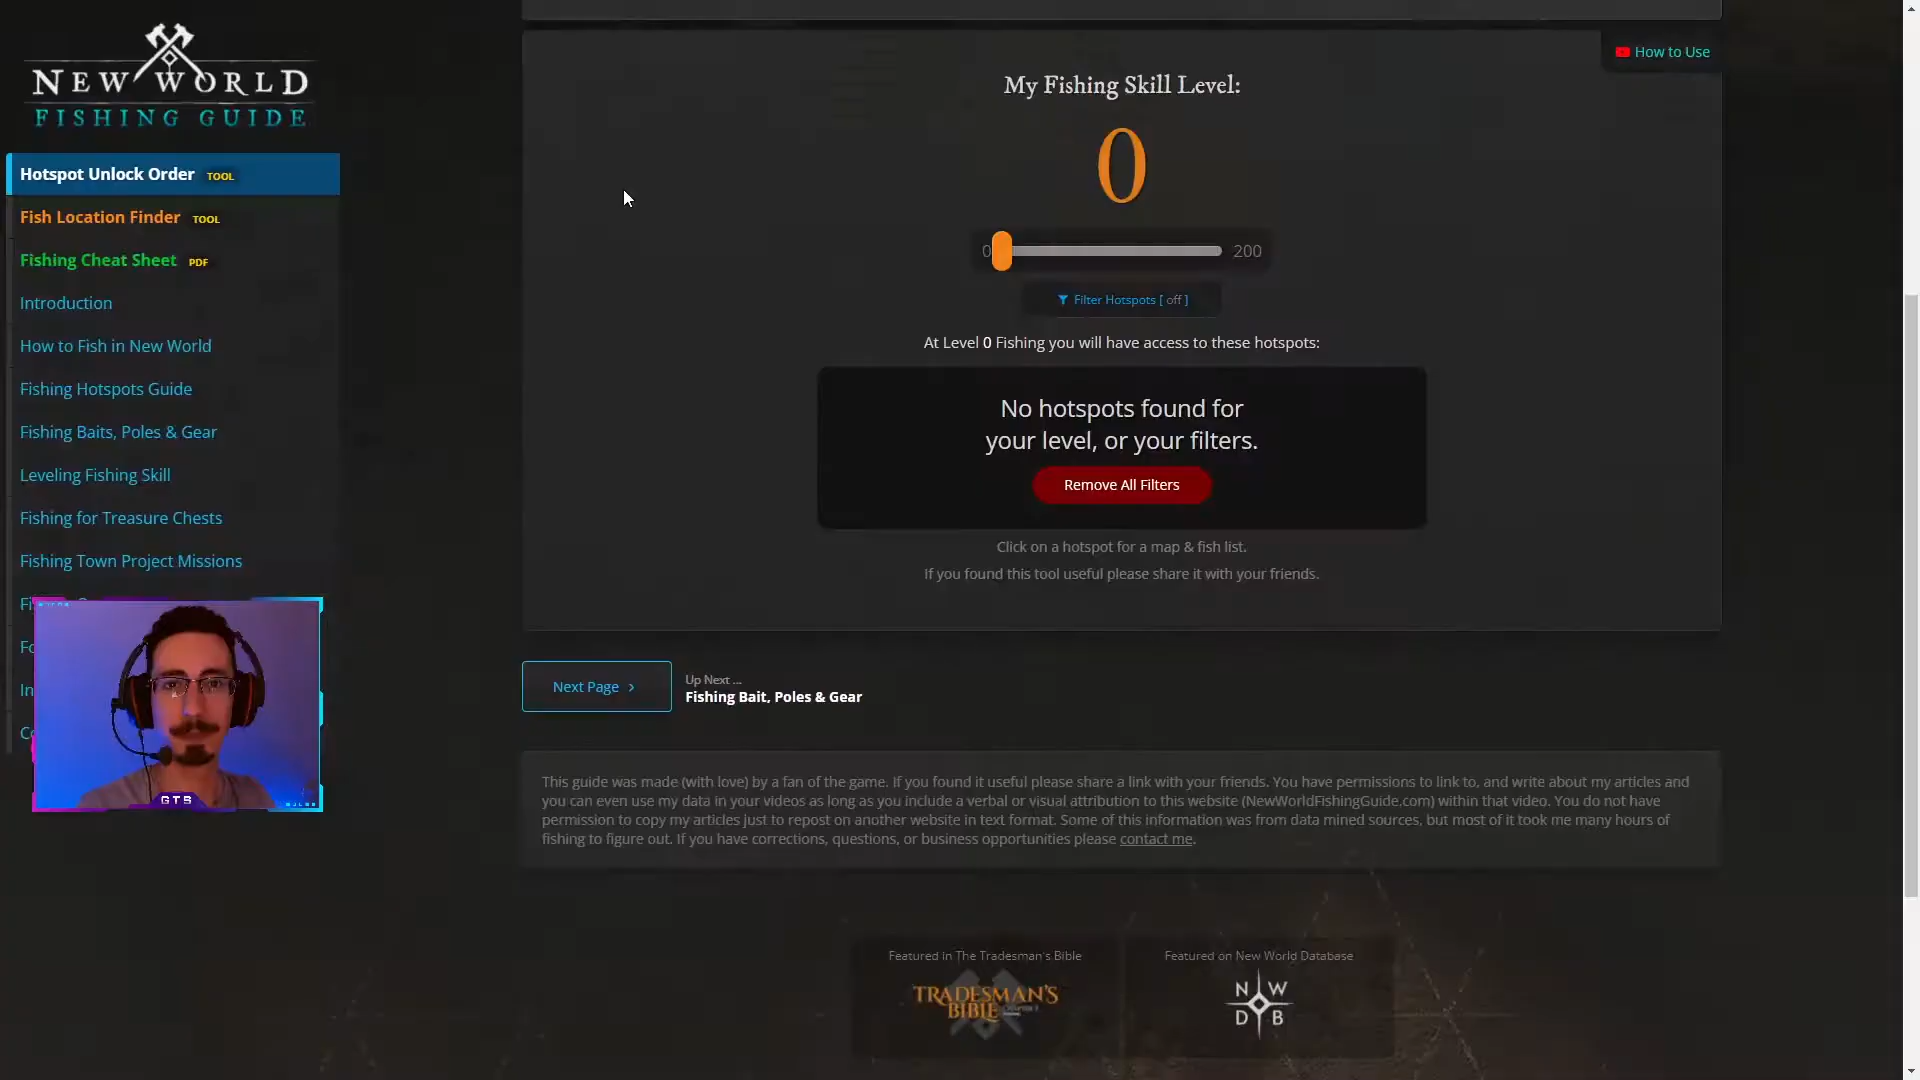 NEW WORLD
FISHING GUIDE
Hotspot Unlock Order TOOL
Fish Location Finder TOOL
Fishing Cheat Sheet PDF
Introduction
How to Fish in New World
Fishing Hotspots Guide
Fishing Baits, Poles & Gear
Leveling Fishing Skill
Fishing for Treasure Chests
Fishing Town Project Missions
GTS
How to Use
My Fishing Skill Level:
0
0 200
Filter Hotspots [ off ]
At Level 0 Fishing you will have access to these hotspots:
No hotspots found for
your level, or your filters.
Remove All Filters
Click on a hotspot for a map & fish list.
If you found this tool useful please share it with your friends.
Next Page >
Up Next ...
Fishing Bait, Poles & Gear
This guide was made (with love) by a fan of the game. If you found it useful please share a link with your friends. You have permissions to link to, and write about my articles and
you can even use my data in your videos as long as you include a verbal or visual attribution to this website (NewWorldFishingGuide.com) within that video. You do not have
permission to copy my articles just to repost on another website in text format. Some of this information was from data mined sources, but most of it took me many hours of
fishing to figure out. If you have corrections, questions, or business opportunities please contact me.
Featured in The Tradesman's Bible
TRADESMAN'S
BIBLE
Featured on New World Database
N W
D B